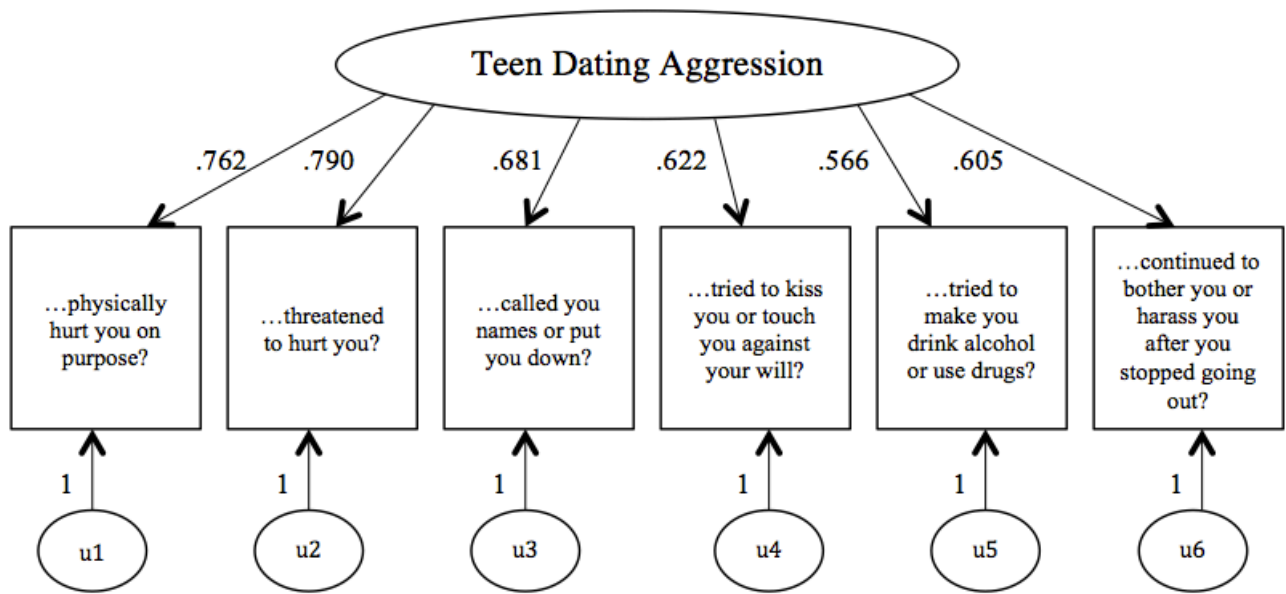 Teen Dating Aggression
.762
.790
.681
.622
.566
.605
…physically
hurt you on
purpose?
…threatened
to hurt you?
…called you
names or put
you down?
…tried to kiss
you or touch
you against
your will?
…tried to
make you
drink alcohol
or use drugs?
…continued to
bother you or
harass you
after you
stopped going
out?
1
1
1
1
1
1
u1
u2
u3
u4
u5
u6